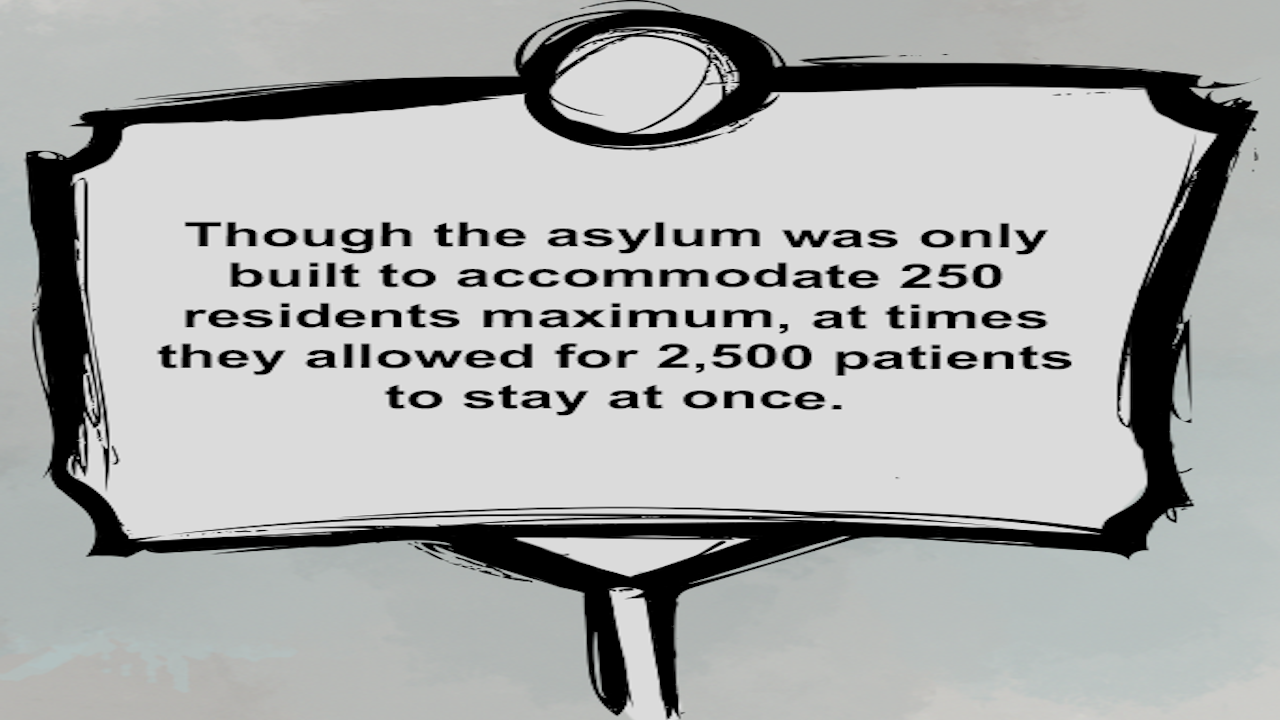 Though the asylum was only
built to accommodate 250
residents maximum, at times
they allowed for 2,500 patients
to stay at once.